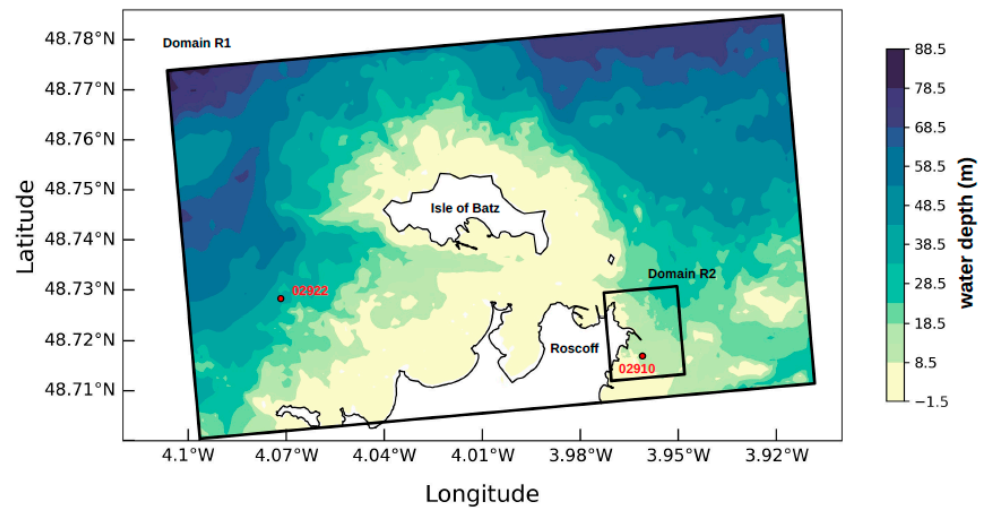 48.78°N
48.77°N
48.76°N
48.75°N
48.74°N
48.73°N
48.72°N
48.71°N
Latitude
Domain R1
Isle of Batz
02922
Domain R2
Roscoff
02910
4.1°W
4.07°W
4.04°W
4.01°W
3.98°W
3.95°W
3.92°W
Longitude
88.5
78.5
68.5
58.5
48.5
38.5
28.5
18.5
8.5
−1.5
water depth (m)